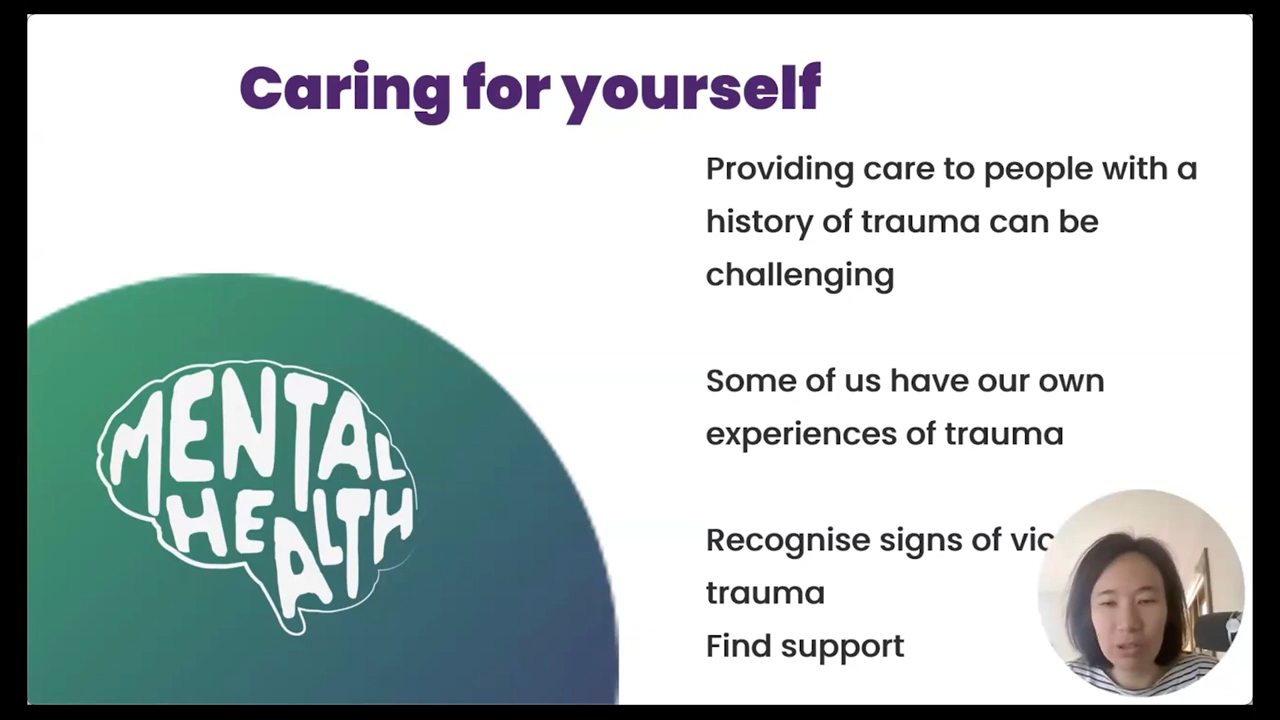 Caring for yourself
Providing care to people with a
history of trauma can be
challenging
Some of us have our own
experiences of trauma
Recognise signs of
trauma
Find support
MENTAL
HEALTH